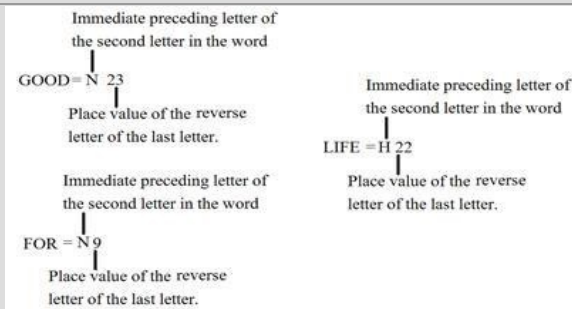 Immediate preceding letter of
the second letter in the word
GOOD= N 23
Place value of the reverse
letter of the last letter.
Immediate preceding letter of
the second letter in the word
FOR = N9
Place value of the reverse
letter of the last letter.
Immediate preceding letter of
the second letter in the word
LIFE =H 22
Place value of the reverse
letter of the last letter.